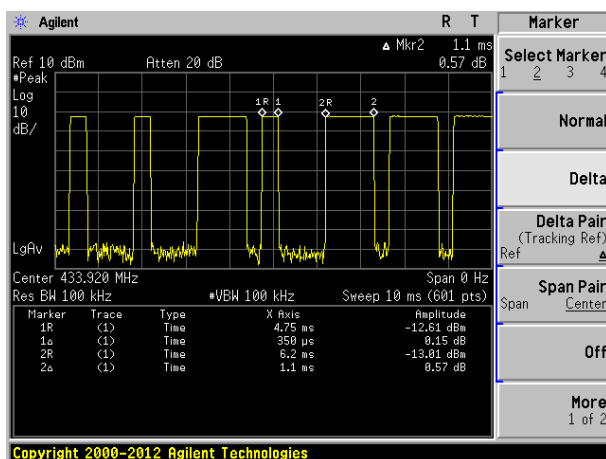 Agilent R T Marker
Δ Mkr2 1.1 ms
Ref 10 dBm Atten 20 dB 0.57 dB
#Peak
Log
10
dB/
1R 1 2R 2
LgAv
Center 433.920 MHz Span 0 Hz
Res BW 100 kHz #VBW 100 kHz Sweep 10 ms (601 pts)
Marker Trace Type X Axis Amplitude
1R (1) Time 4.75 ms -12.61 dBm
1Δ (1) Time 350 µs 0.15 dB
2R (1) Time 6.2 ms -13.01 dBm
2Δ (1) Time 1.1 ms 0.57 dB
Select Marker
1 2 3 4
Normal
Delta
Delta Pair
(Tracking Ref)
Ref Δ
Span Pair
Span Center
Off
More
1 of 2
Copyright 2000-2012 Agilent Technologies